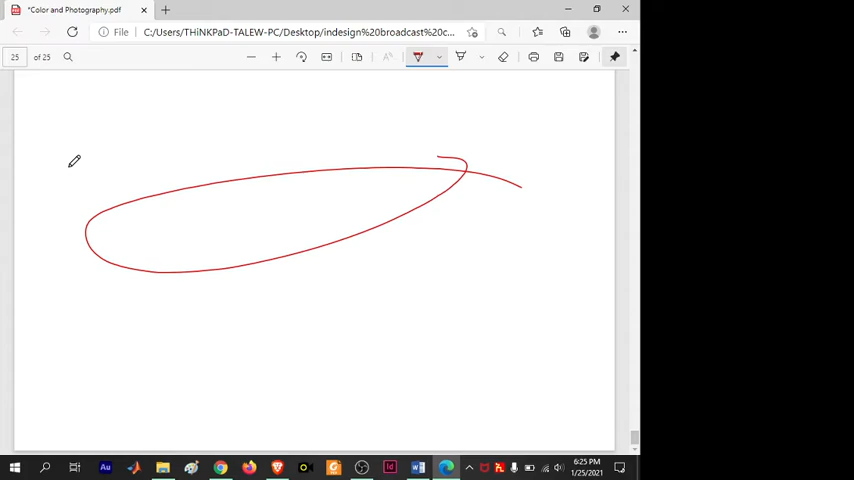 *Color and Photography.pdf
File C:/Users/THiNKPaD-TALEW-PC/Desktop/indesign%20broadcast%20c...
25 of 25
Au Id W
6:25 PM
1/25/2021